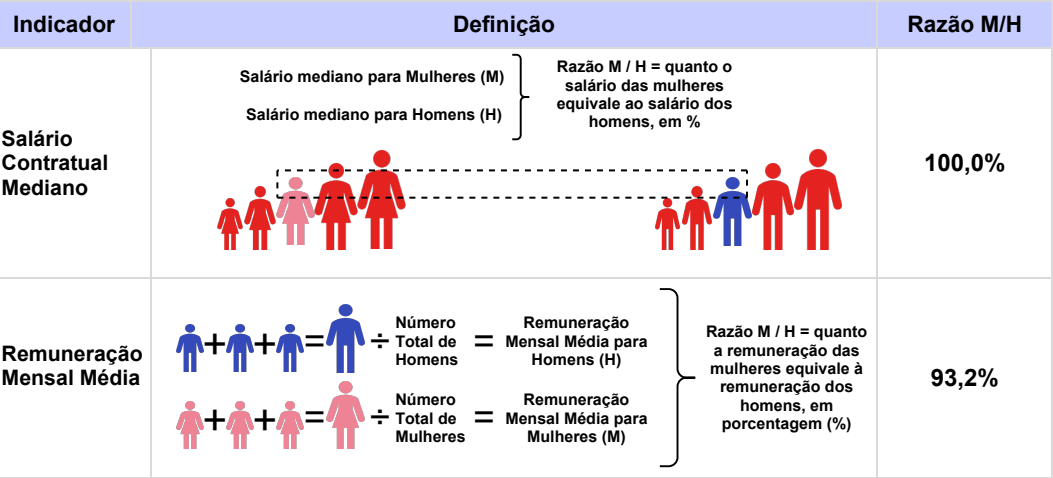 Indicador
Definição
Razão M/H
Salário
Contratual
Mediano
Salário mediano para Mulheres (M)
Salário mediano para Homens (H)
Razão M / H = quanto o
salário das mulheres
equivale ao salário dos
homens, em %
100,0%
Remuneração
Mensal Média
+
+
=
÷
Número
Total de
Homens
=
Remuneração
Mensal Média para
Homens (H)
+
+
=
÷
Número
Total de
Mulheres
=
Remuneração
Mensal Média para
Mulheres (M)
Razão M / H = quanto
a remuneração das
mulheres equivale à
remuneração dos
homens, em
porcentagem (%)
93,2%